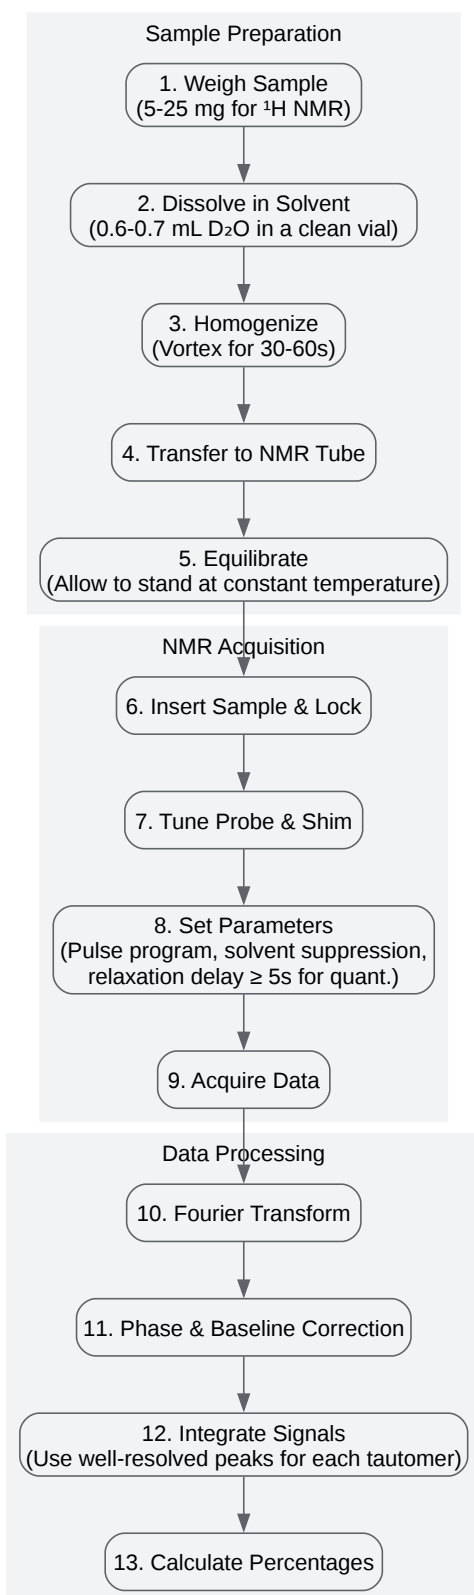 Sample Preparation
1. Weigh Sample
(5-25 mg for ¹H NMR)
2. Dissolve in Solvent
(0.6-0.7 mL D₂O in a clean vial)
3. Homogenize
(Vortex for 30-60s)
4. Transfer to NMR Tube
5. Equilibrate
(Allow to stand at constant temperature)
NMR Acquisition
6. Insert Sample & Lock
7. Tune Probe & Shim
8. Set Parameters
(Pulse program, solvent suppression,
relaxation delay ≥ 5s for quant.)
9. Acquire Data
Data Processing
10. Fourier Transform
11. Phase & Baseline Correction
12. Integrate Signals
(Use well-resolved peaks for each tautomer)
13. Calculate Percentages